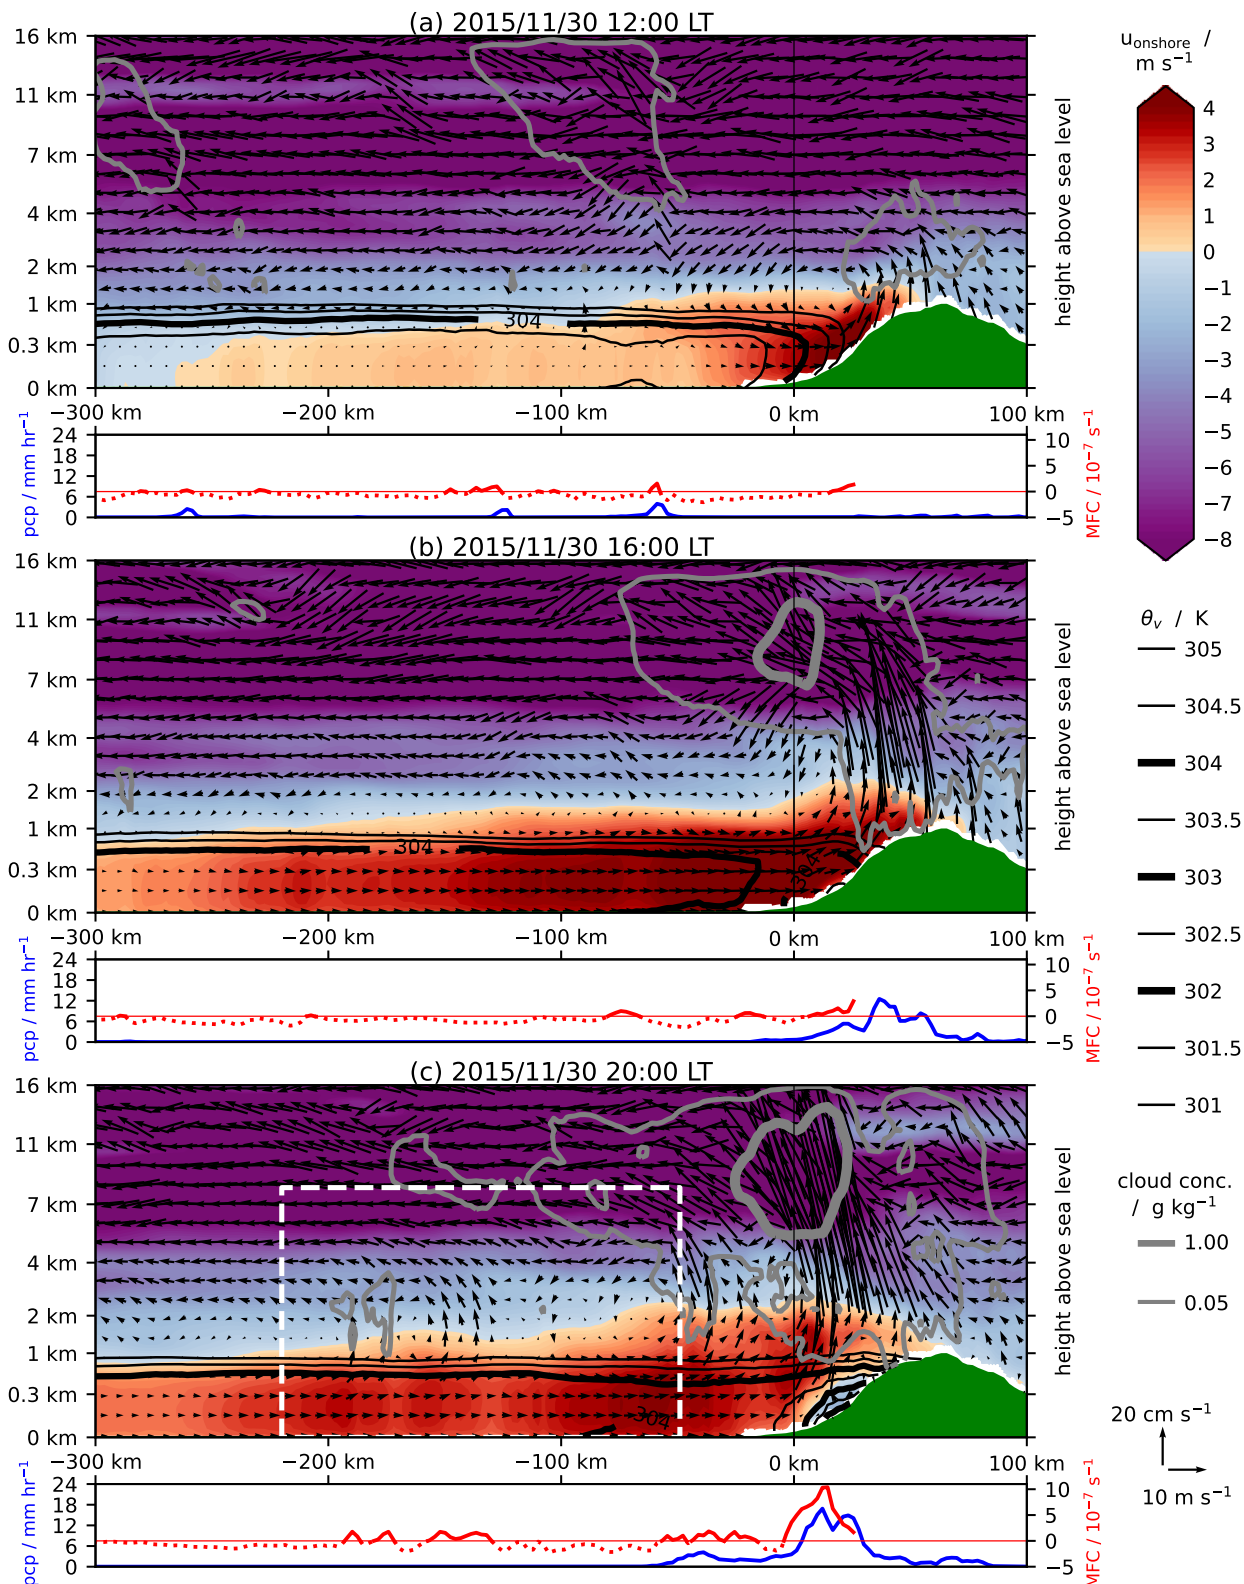 (a) 2015/11/30 12:00 LT
16 km
11 km
7 km
4 km
2 km
1 km
0.3 km
0 km
304
height above sea level
−300 km −200 km −100 km 0 km 100 km
pcp / mm hr⁻¹
24
18
12
6
0
10
5
0
−5
MFC / 10⁻⁷ s⁻¹
(b) 2015/11/30 16:00 LT
16 km
11 km
7 km
4 km
2 km
1 km
0.3 km
0 km
304
304
height above sea level
−300 km −200 km −100 km 0 km 100 km
pcp / mm hr⁻¹
24
18
12
6
0
10
5
0
−5
MFC / 10⁻⁷ s⁻¹
(c) 2015/11/30 20:00 LT
16 km
11 km
7 km
4 km
2 km
1 km
0.3 km
0 km
304
height above sea level
−300 km −200 km −100 km 0 km 100 km
pcp / mm hr⁻¹
24
18
12
6
0
10
5
0
−5
MFC / 10⁻⁷ s⁻¹
u_onshore /
m s⁻¹
4
3
2
1
0
−1
−2
−3
−4
−5
−6
−7
−8
θᵥ / K
305
304.5
304
303.5
303
302.5
302
301.5
301
cloud conc.
/ g kg⁻¹
1.00
0.05
20 cm s⁻¹
10 m s⁻¹